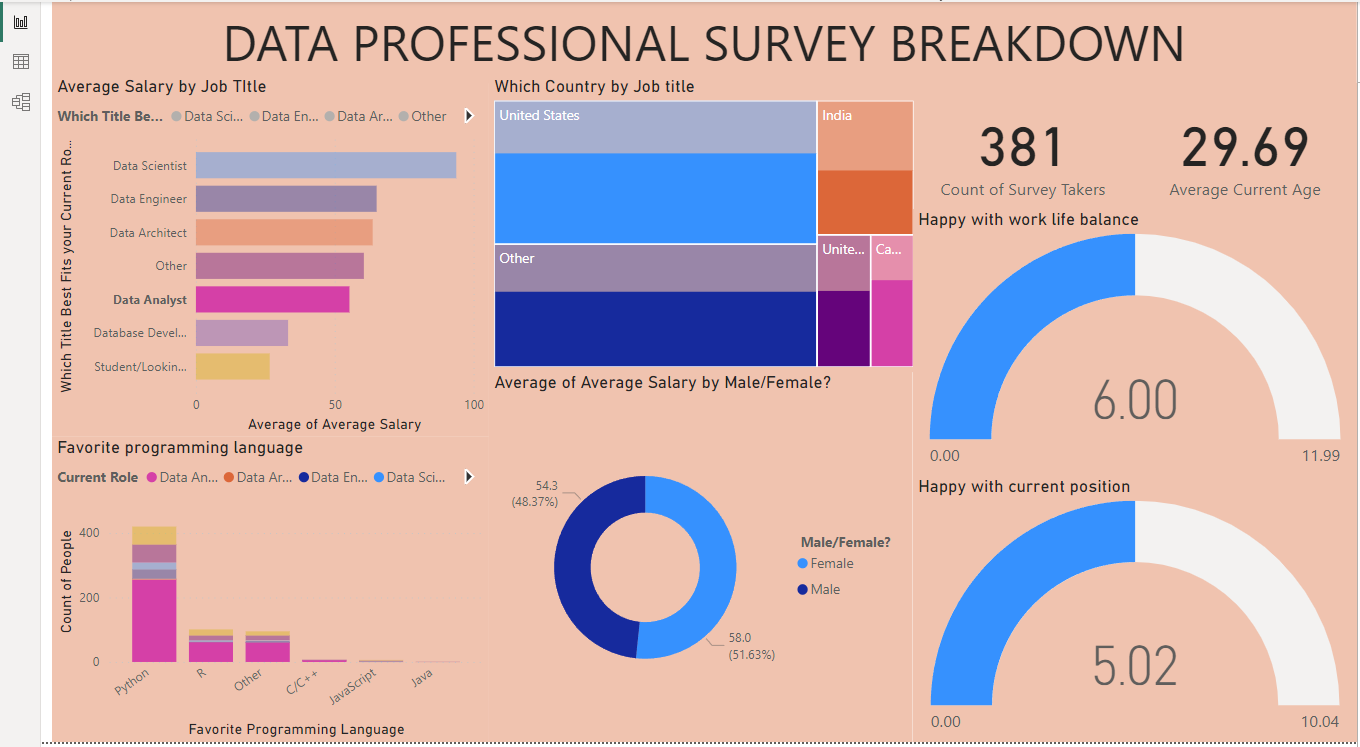 DATA PROFESSIONAL SURVEY BREAKDOWN
Average Salary by Job TItle
Which Title Be...
Data Sci...
Data En...
Data Ar...
Other
Which Title Best Fits your Current Ro...
Data Scientist
Data Engineer
Data Architect
Other
Data Analyst
Database Devel...
Student/Lookin...
0
50
100
Average of Average Salary
Favorite programming language
Current Role
Data An...
Data Ar...
Data En...
Data Sci...
Count of People
400
200
0
Python
R
Other
C/C++
JavaScript
Java
Favorite Programming Language
Which Country by Job title
United States
India
Other
Unite...
Ca...
Average of Average Salary by Male/Female?
54.3
(48.37%)
58.0
(51.63%)
Male/Female?
Female
Male
381
Count of Survey Takers
29.69
Average Current Age
Happy with work life balance
6.00
0.00
11.99
Happy with current position
5.02
0.00
10.04